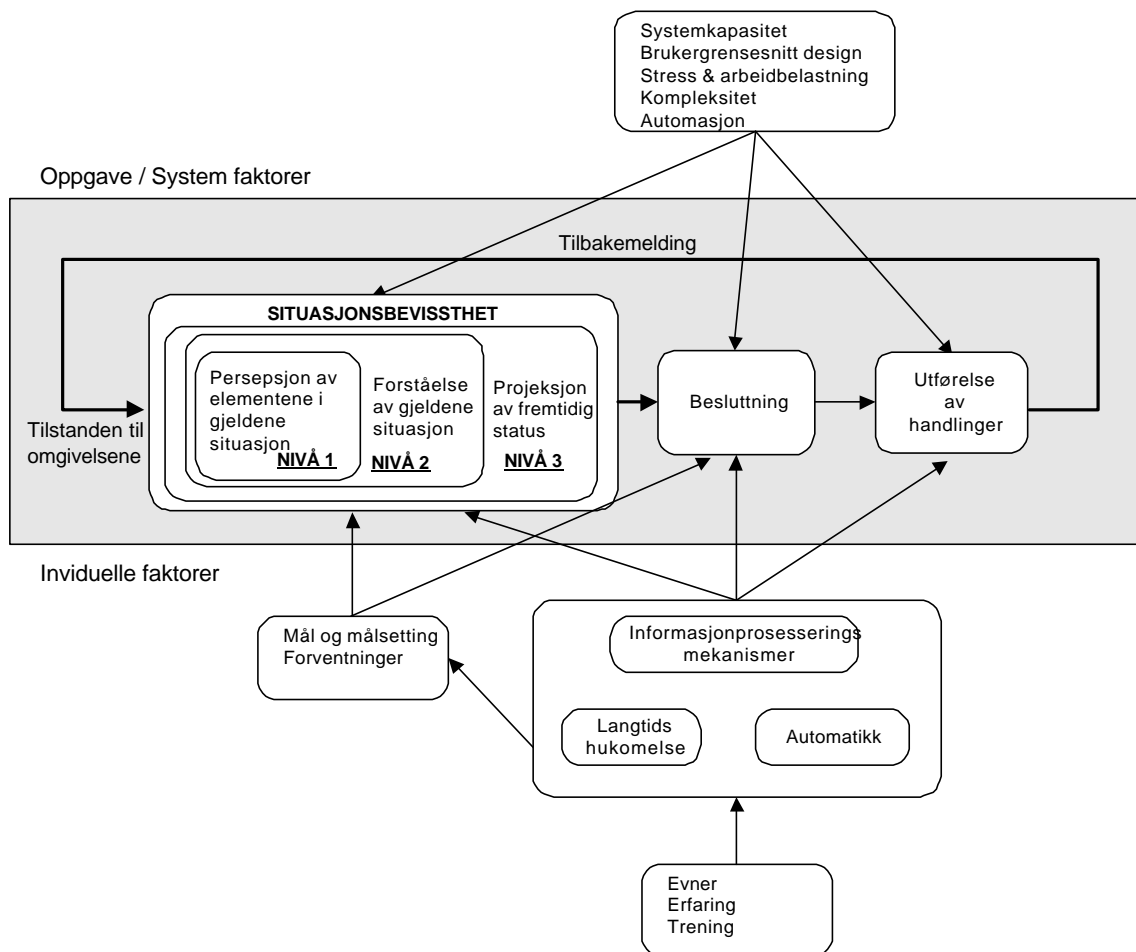 Systemkapasitet
Brukergrensesnitt design
Stress & arbeidbelastning
Kompleksitet
Automasjon
Oppgave / System faktorer
Tilbakemelding
SITUASJONSBEVISSTHET
Persepsjon av
elementene i
gjeldene
situasjon
NIVÅ 1
Forståelse
av gjeldene
situasjon
NIVÅ 2
Projeksjon
av fremtidig
status
NIVÅ 3
Besluttning
Utførelse
av
handlinger
Tilstanden til
omgivelsene
Inviduelle faktorer
Mål og målsetting
Forventninger
Informasjonprosesserings
mekanismer
Langtids
hukomelse
Automatikk
Evner
Erfaring
Trening